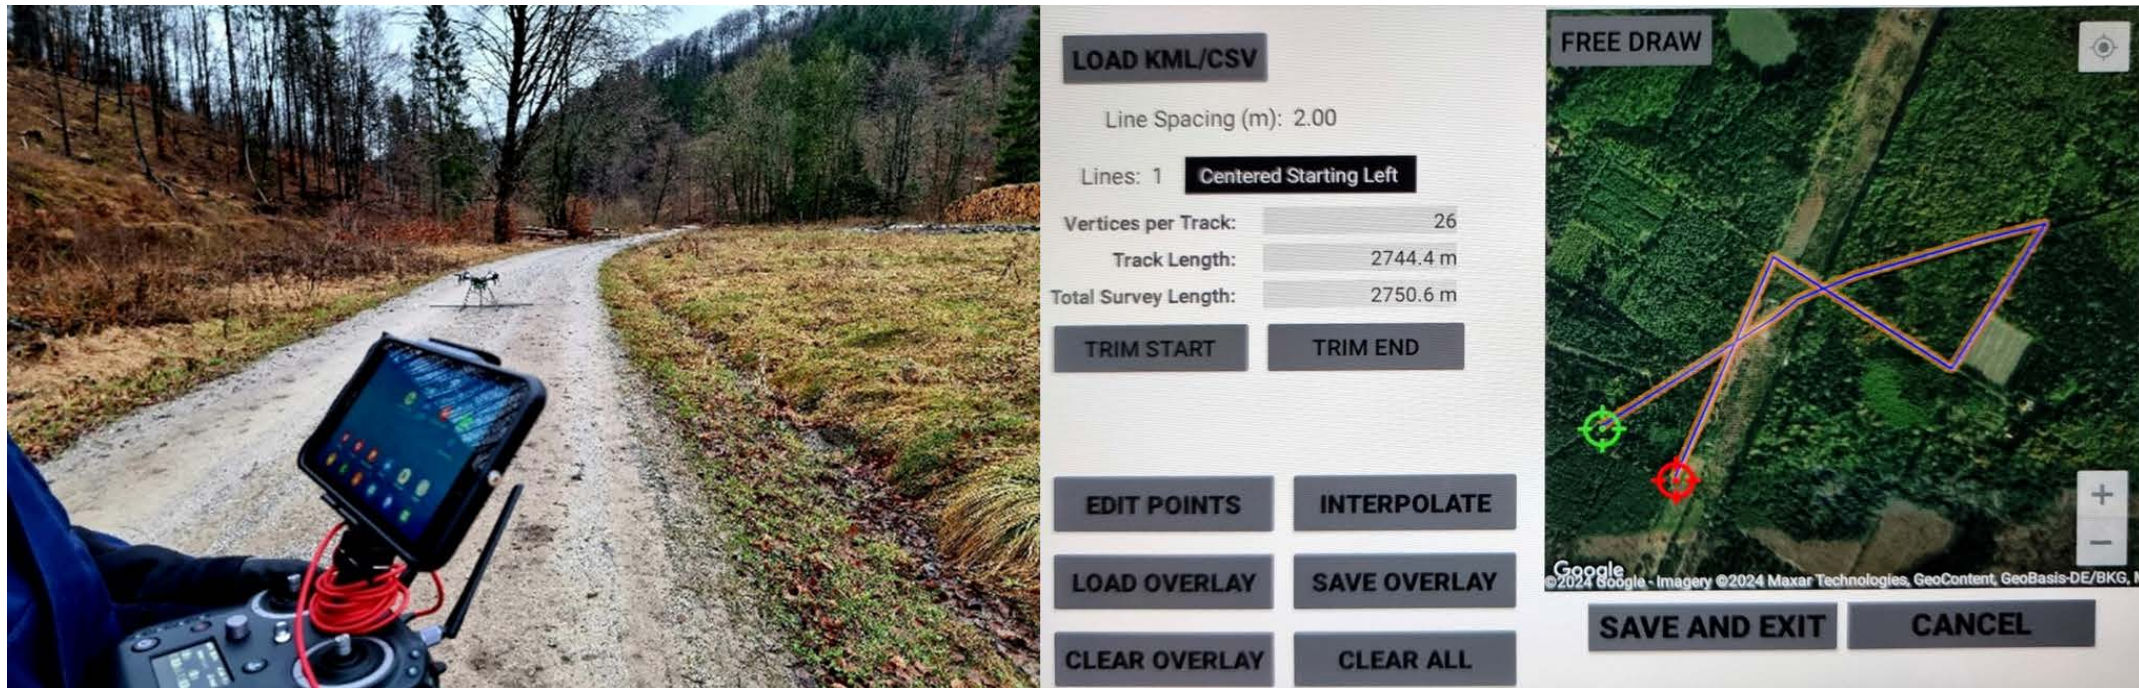 LOAD KML/CSV
Line Spacing (m): 2.00
Lines: 1 Centered Starting Left
Vertices per Track: 26
Track Length: 2744.4 m
Total Survey Length: 2750.6 m
TRIM START TRIM END
EDIT POINTS INTERPOLATE
LOAD OVERLAY SAVE OVERLAY
CLEAR OVERLAY CLEAR ALL
FREE DRAW
+
−
Google
©2024 Google - Imagery ©2024 Maxar Technologies, GeoContent, GeoBasis-DE/BKG,
SAVE AND EXIT CANCEL